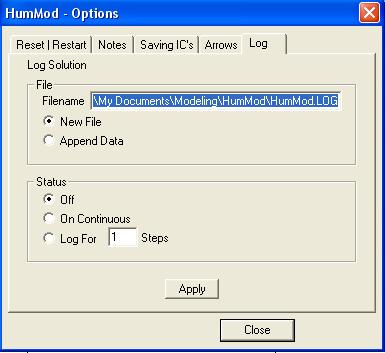 HumMod - Options
Reset | Restart Notes Saving IC's Arrows Log
Log Solution
File
Filename \My Documents\Modeling\HumMod\HumMod.LOG
New File
Append Data
Status
Off
On Continuous
Log For 1 Steps
Apply
Close